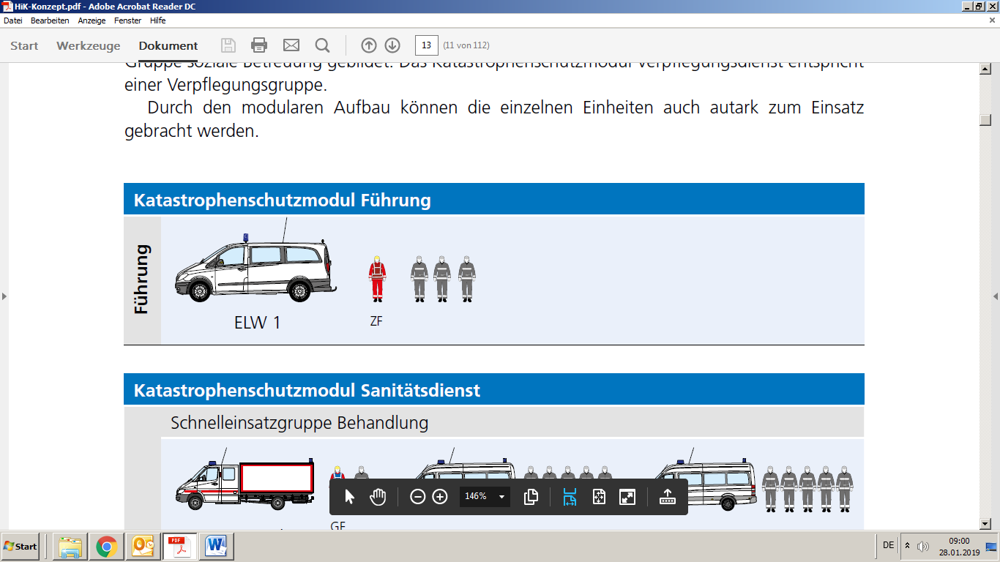 HiK-Konzept.pdf - Adobe Acrobat Reader DC
Datei Bearbeiten Anzeige Fenster Hilfe
Start Werkzeuge Dokument 13 (11 von 112)
Gruppe soziale Betreuung gebildet. Das Katastrophenschutzmodul Verpflegungsdienst entspricht
einer Verpflegungsgruppe.
Durch den modularen Aufbau können die einzelnen Einheiten auch autark zum Einsatz
gebracht werden.
Katastrophenschutzmodul Führung
Führung
ELW 1
ZF
Katastrophenschutzmodul Sanitätsdienst
Schnelleinsatzgruppe Behandlung
146%
GF
Start
PDF
DE
09:00
28.01.2019